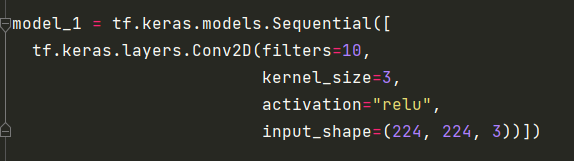 model_1 = tf.keras.models.Sequential([
  tf.keras.layers.Conv2D(filters=10,
                         kernel_size=3,
                         activation="relu",
                         input_shape=(224, 224, 3))])